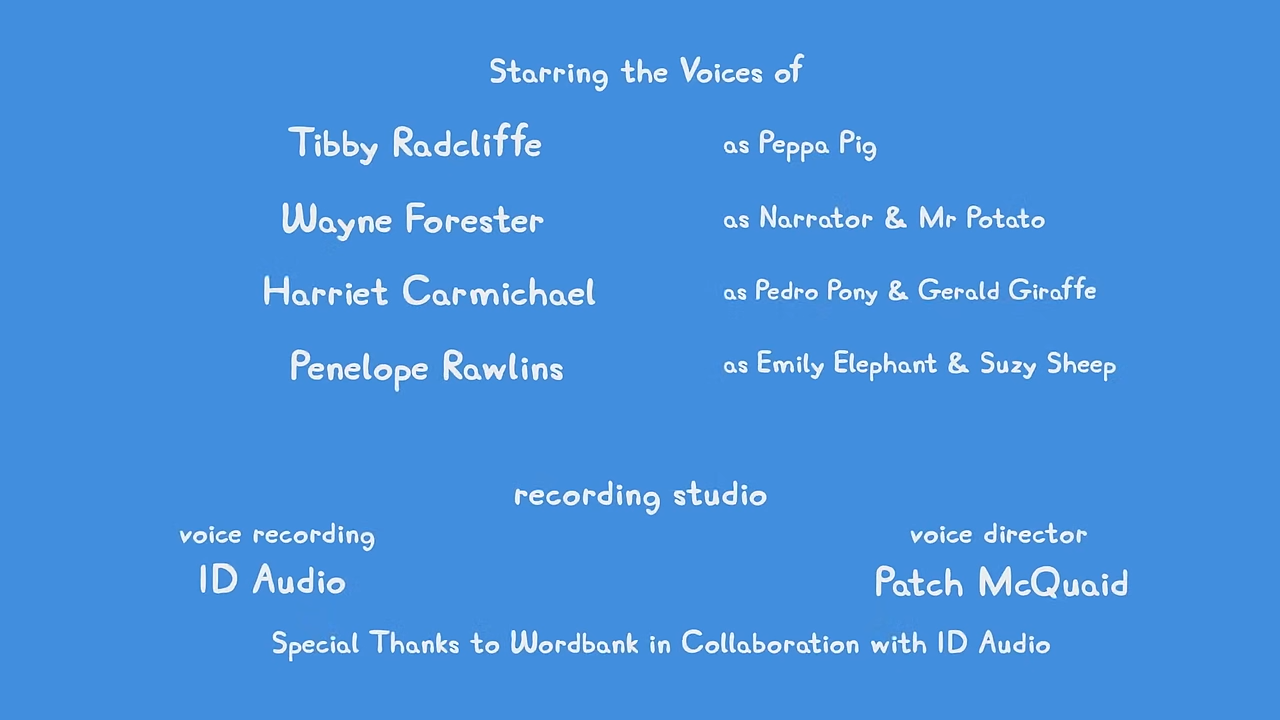 Starring the Voices of
Tibby Radcliffe as Peppa Pig
Wayne Forester as Narrator & Mr Potato
Harriet Carmichael as Pedro Pony & Gerald Giraffe
Penelope Rawlins as Emily Elephant & Suzy Sheep
recording studio
voice recording voice director
ID Audio Patch McQuaid
Special Thanks to Wordbank in Collaboration with ID Audio